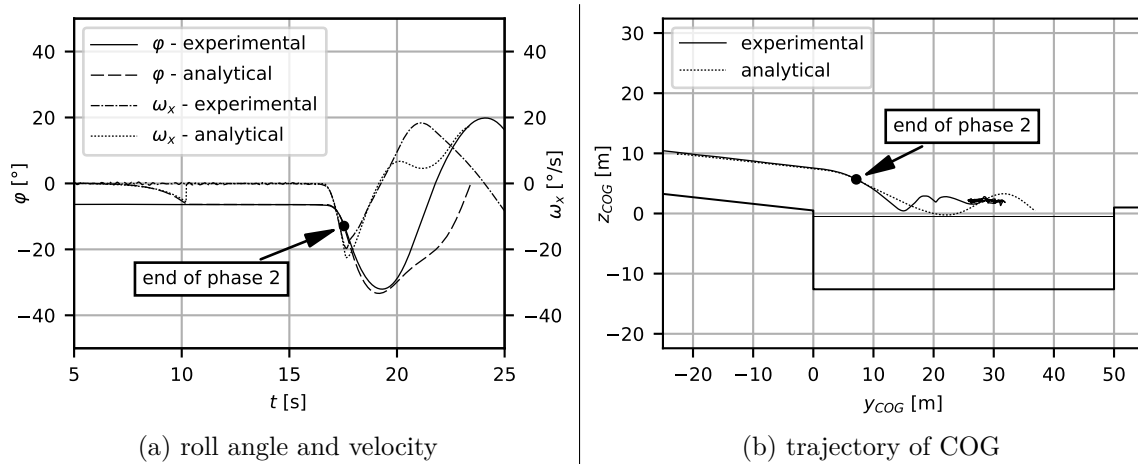 φ - experimental
φ - analytical
ωₓ - experimental
ωₓ - analytical
40
20
0
−20
−40
φ [°]
40
20
0
−20
−40
ωₓ [°/s]
end of phase 2
5
10
15
20
25
t [s]
(a) roll angle and velocity
experimental
analytical
30
20
10
0
−10
−20
z_COG [m]
end of phase 2
−20
−10
0
10
20
30
40
50
y_COG [m]
(b) trajectory of COG